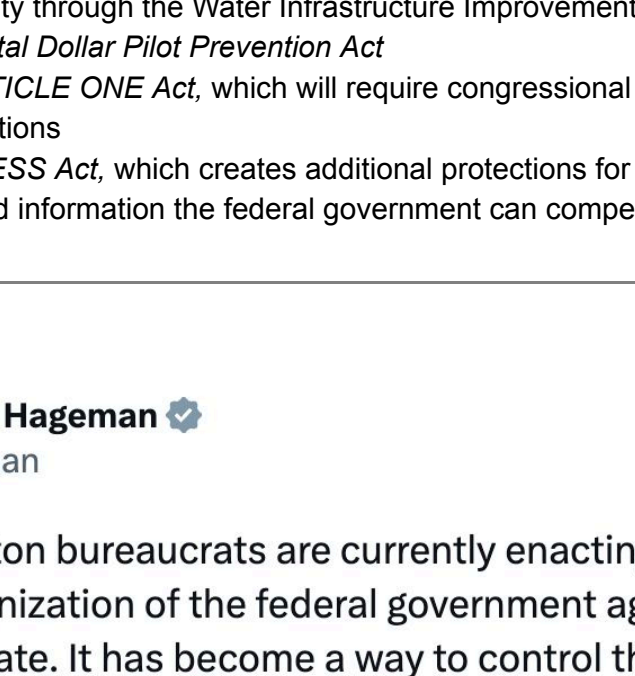 ty through the Water Infrastructure Improvement
tal Dollar Pilot Prevention Act
TICLE ONE Act, which will require congressional
tions
ESS Act, which creates additional protections for
d information the federal government can compe
Hageman
an
ton bureaucrats are currently enactin
nization of the federal government ag
ate. It has become a way to control th